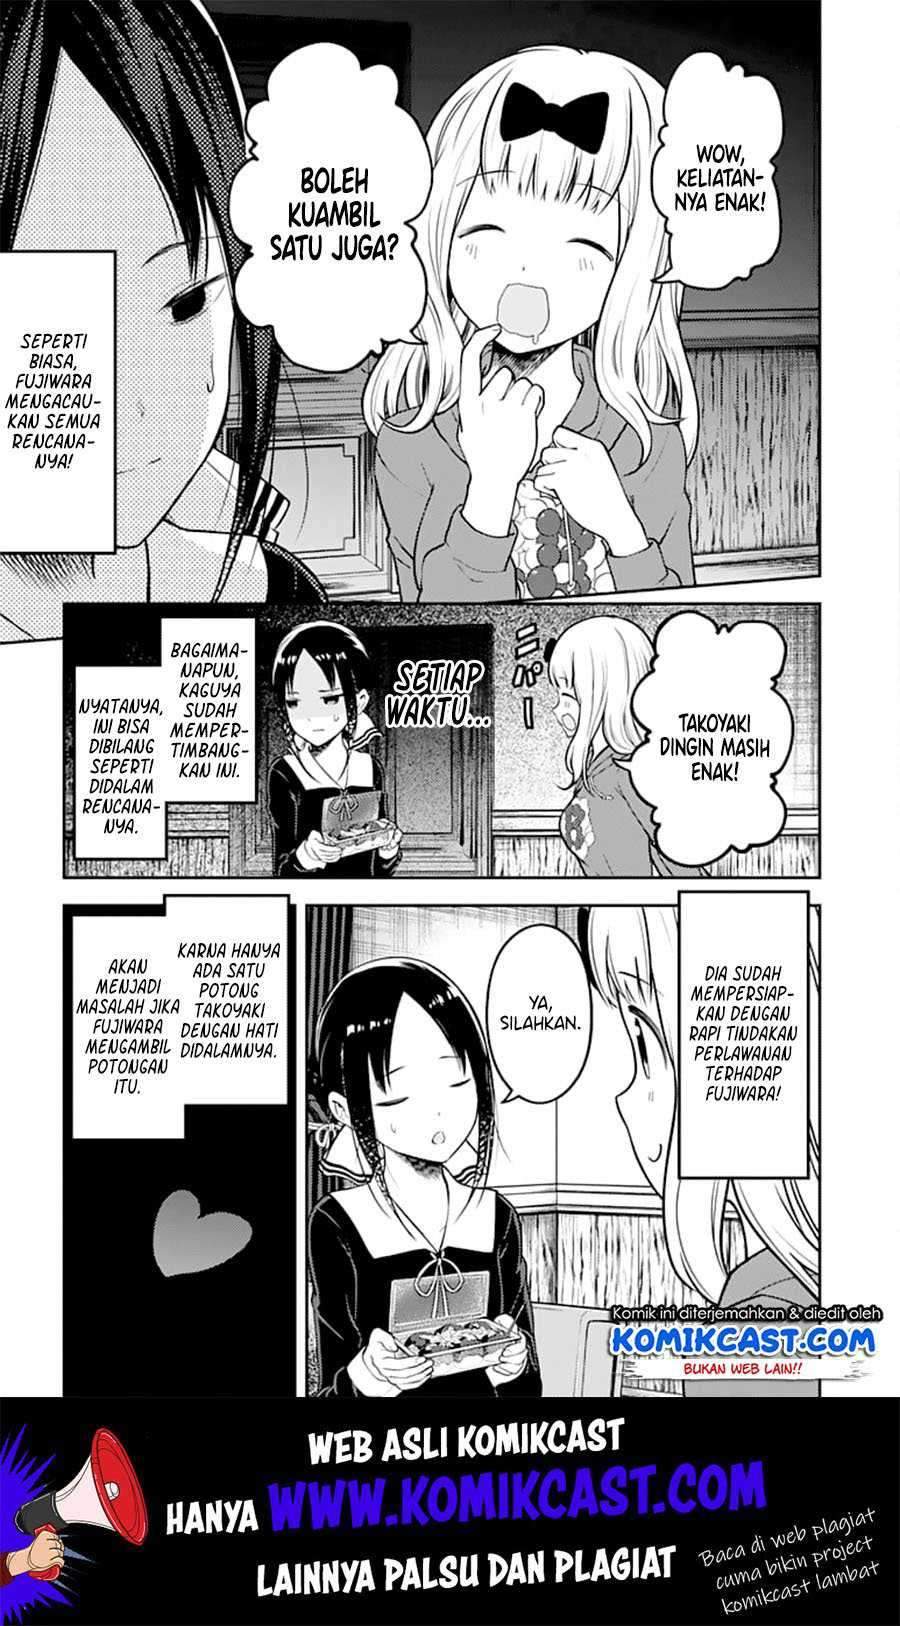 WOW,
KELIATAN-
NYA ENAK!
BOLEH
KUAMBIL
SATU JUGA?
SEPERTI
BIASA,
FUJIWARA
MENGACAU-
KAN SEMUA
RENCANA-
NYA!
TAKOYAKI
DINGIN MASIH
ENAK!
ニパー
SETIAP
WAKTU...
BAGAIMA-
NAPUN,
KAGUYA
SUDAH
MEMPER-
TIMBANG-
KAN INI.
NYATANYA,
INI BISA
DIBILANG
SEPERTI
DIDALAM
RENCANA-
NYA.
DIA SUDAH
MEMPERSIAP-
KAN DENGAN
RAPI TINDAKAN
PERLAWANAN
TERHADAP
FUJIWARA!
YA,
SILAHKAN.
KARNA HANYA
ADA SATU
POTONG
TAKOYAKI
DENGAN HATI
DIDALAMNYA.
AKAN
MENJADI
MASALAH JIKA
FUJIWARA
MENGAMBIL
POTONGAN
ITU.
Komik ini diterjemahkan & diedit oleh
KOMIKCAST.COM
BUKAN WEB LAIN!!
WEB ASLI KOMIKCAST
HANYA WWW.KOMIKCAST.COM
LAINNYA PALSU DAN PLAGIAT
Baca di web plagiat
cuma bikin project
komikcast lambat